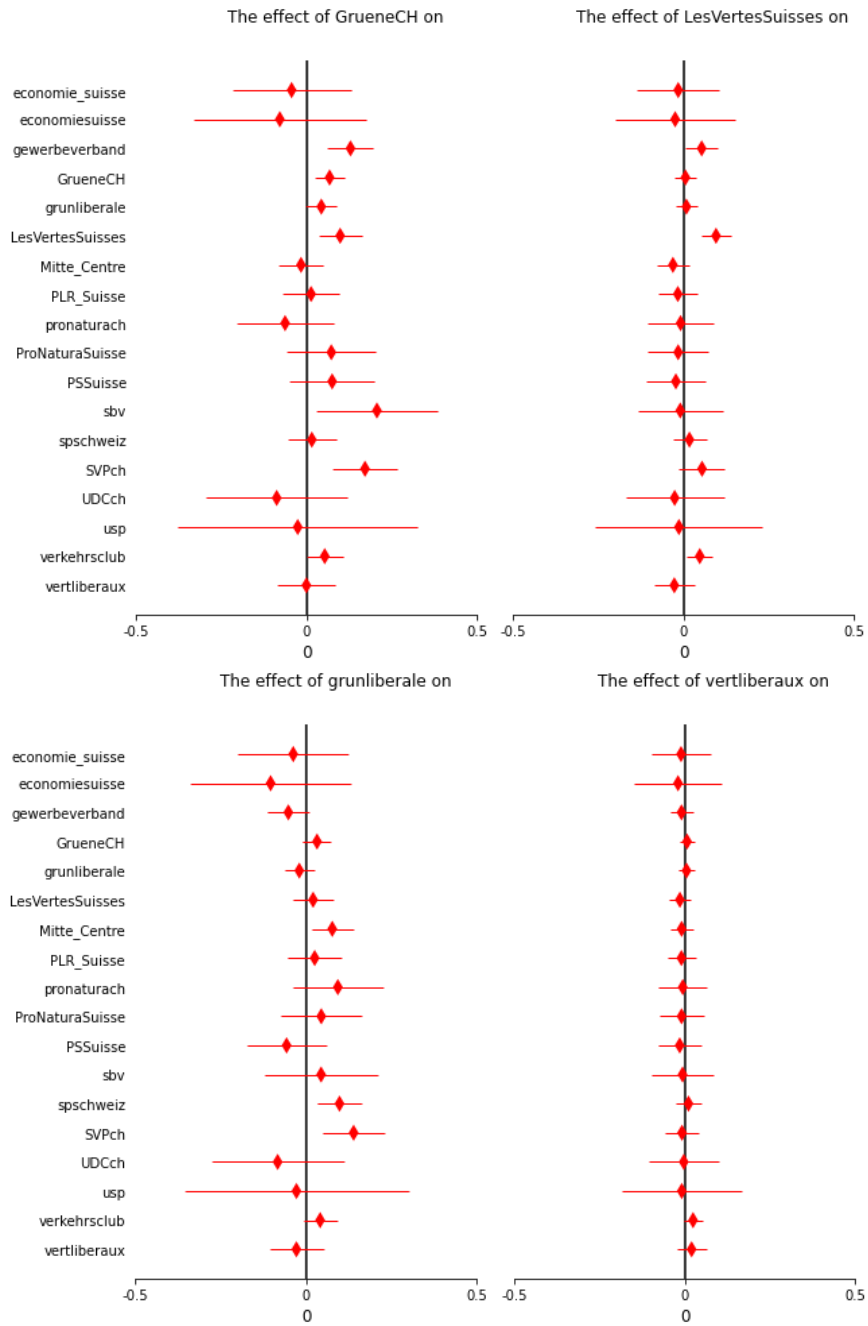 The effect of GrueneCH on
The effect of LesVertesSuisses on
economie_suisse
economiesuisse
gewerbeverband
GrueneCH
grunliberale
LesVertesSuisses
Mitte_Centre
PLR_Suisse
pronaturach
ProNaturaSuisse
PSSuisse
sbv
spschweiz
SVPch
UDCch
usp
verkehrsclub
vertliberaux
-0.5 0 0.5 -0.5 0 0.5
0 0
The effect of grunliberale on
The effect of vertliberaux on
economie_suisse
economiesuisse
gewerbeverband
GrueneCH
grunliberale
LesVertesSuisses
Mitte_Centre
PLR_Suisse
pronaturach
ProNaturaSuisse
PSSuisse
sbv
spschweiz
SVPch
UDCch
usp
verkehrsclub
vertliberaux
-0.5 0 0.5 -0.5 0 0.5
0 0